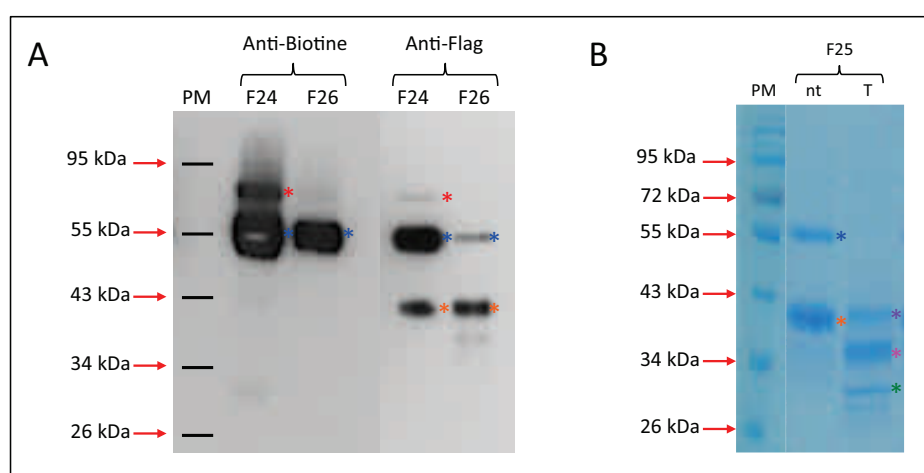 A
Anti-Biotine Anti-Flag
PM F24 F26 F24 F26
95 kDa
55 kDa
43 kDa
34 kDa
26 kDa
* * * * * * * *
B
F25
PM nt T
95 kDa
72 kDa
55 kDa
43 kDa
34 kDa
26 kDa
* * * * *